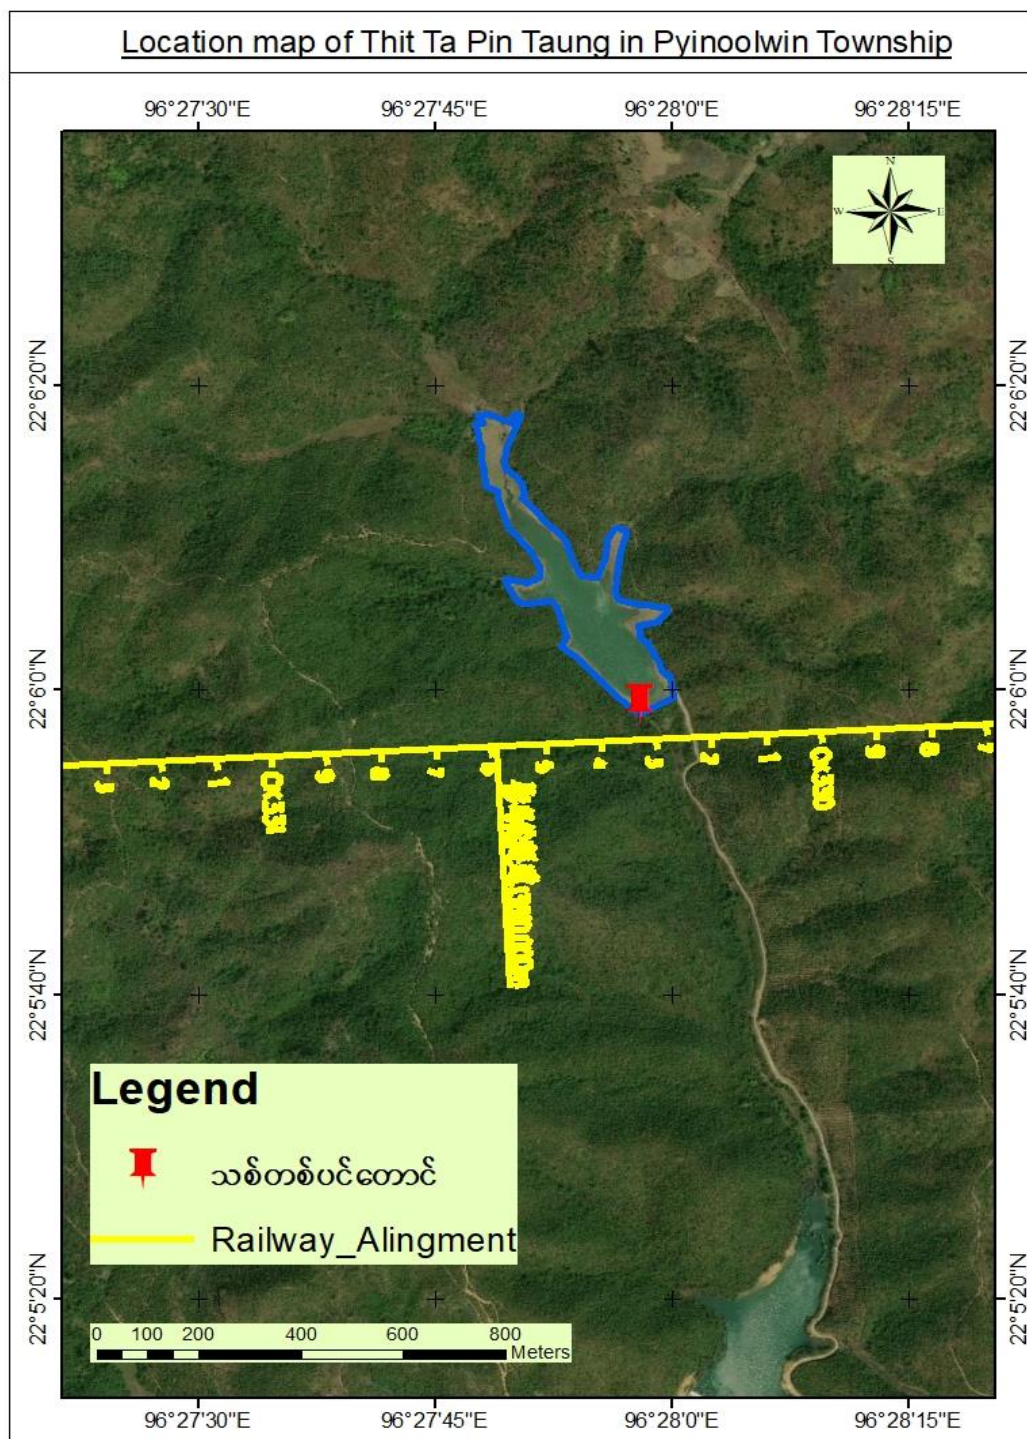 Location map of Thit Ta Pin Taung in Pyinoolwin Township
96°27'30"E 96°27'45"E 96°28'0"E 96°28'15"E
N
W E
S
22°6'20"N 22°6'20"N
22°6'0"N 22°6'0"N
22°5'40"N 22°5'40"N
Legend
သစ်တစ်ပင်တောင်
Railway_Alingment
22°5'20"N 22°5'20"N
0 100 200 400 600 800
Meters
96°27'30"E 96°27'45"E 96°28'0"E 96°28'15"E